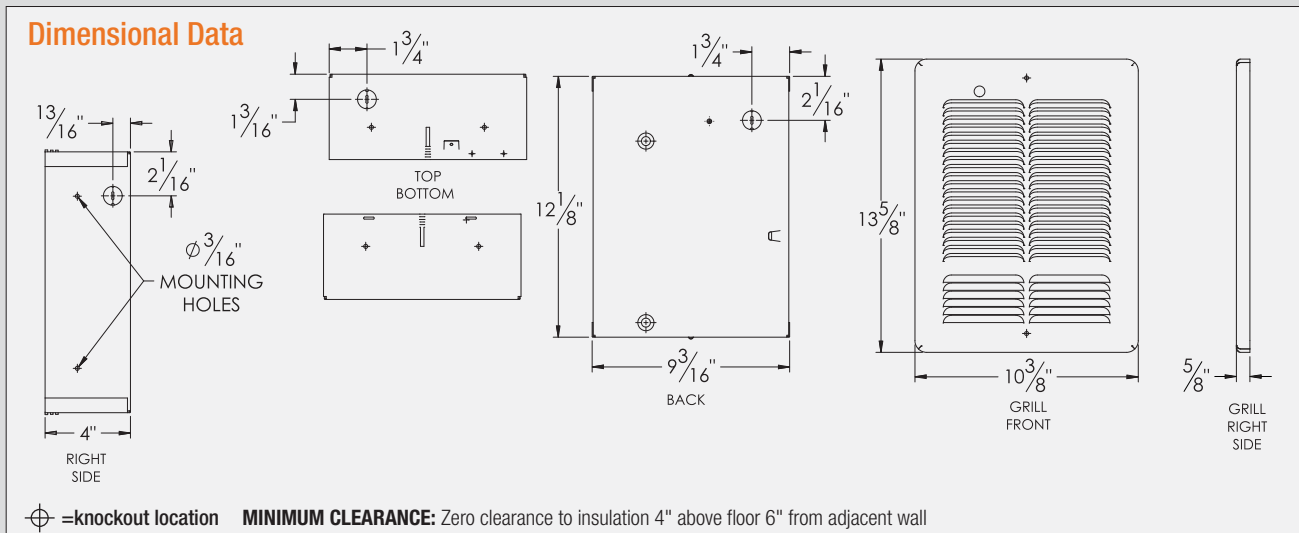 Dimensional Data
13/16"
2 1/16"
Ø 3/16"
MOUNTING
HOLES
4"
RIGHT
SIDE
1 3/4"
1 3/16"
TOP
BOTTOM
1 3/4"
2 1/16"
12 1/8"
9 3/16"
BACK
13 5/8"
10 3/8"
GRILL
FRONT
5/8"
GRILL
RIGHT
SIDE
=knockout location MINIMUM CLEARANCE: Zero clearance to insulation 4" above floor 6" from adjacent wall